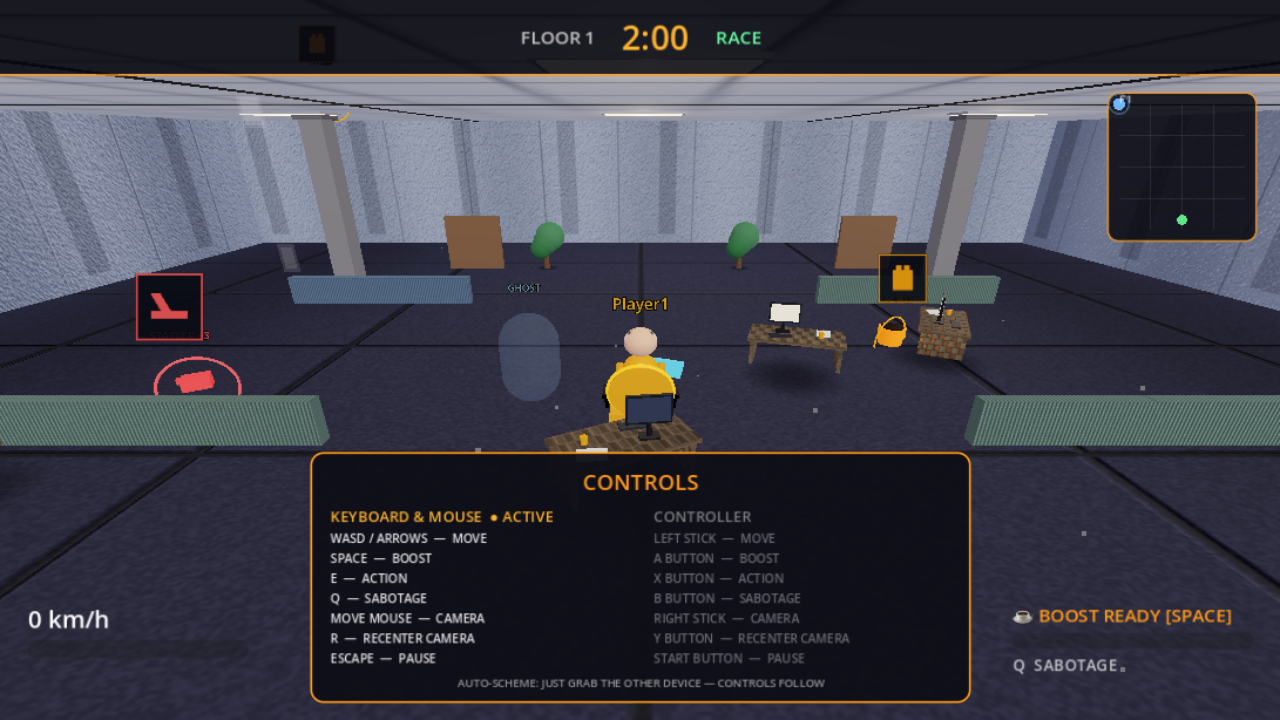 FLOOR 1 2:00 RACE
GHOST
Player1
CONTROLS
KEYBOARD & MOUSE ● ACTIVE
WASD / ARROWS — MOVE
SPACE — BOOST
E — ACTION
Q — SABOTAGE
MOVE MOUSE — CAMERA
R — RECENTER CAMERA
ESCAPE — PAUSE
CONTROLLER
LEFT STICK — MOVE
A BUTTON — BOOST
X BUTTON — ACTION
B BUTTON — SABOTAGE
RIGHT STICK — CAMERA
Y BUTTON — RECENTER CAMERA
START BUTTON — PAUSE
AUTO-SCHEME: JUST GRAB THE OTHER DEVICE — CONTROLS FOLLOW
0 km/h
BOOST READY [SPACE]
Q SABOTAGE